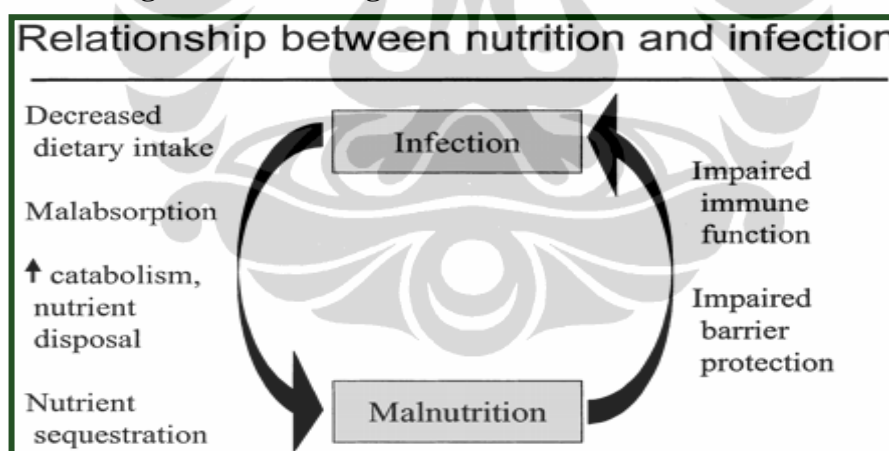 Relationship between nutrition and infection
Decreased
dietary intake
Malabsorption
↑ catabolism,
nutrient
disposal
Nutrient
sequestration
Infection
Malnutrition
Impaired
immune
function
Impaired
barrier
protection